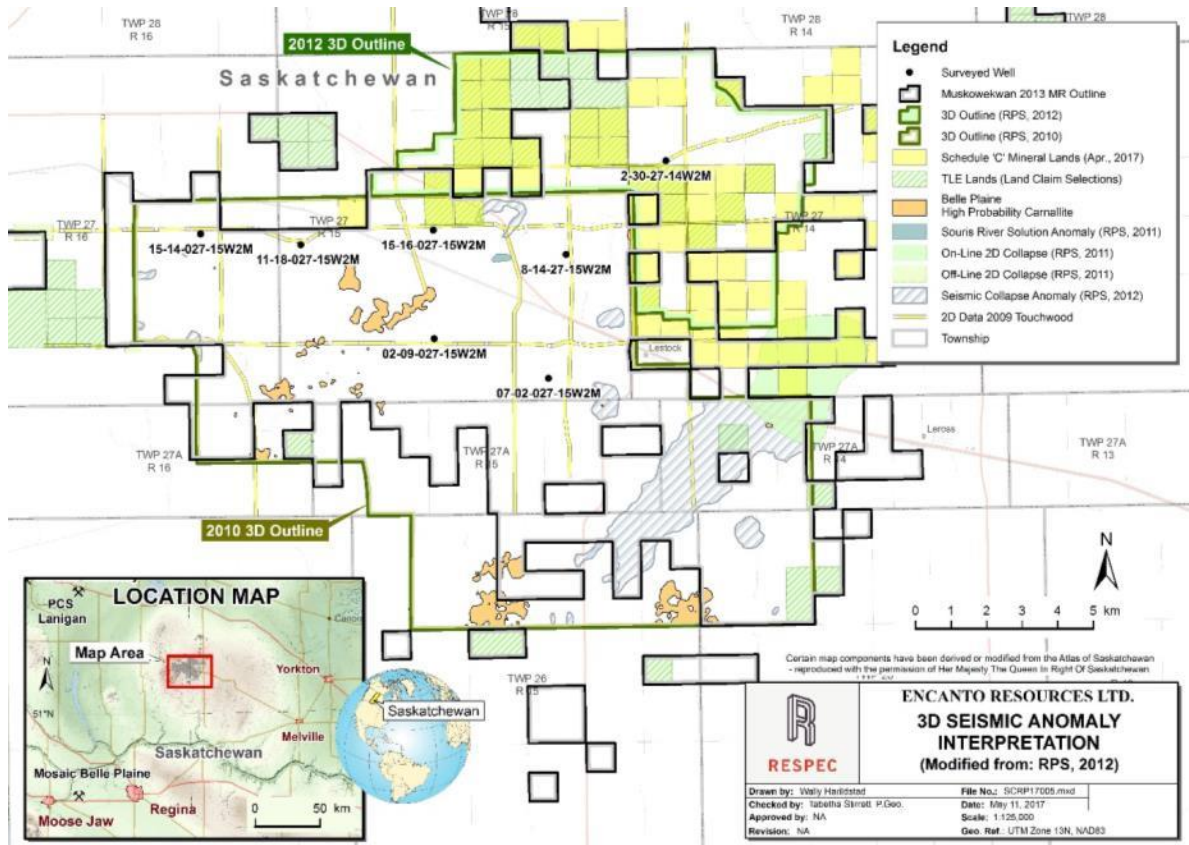 TWP 28
R 16
TWP 28
R 15
TWP 28
R 14
TWP 28
2012 3D Outline
Saskatchewan
2-30-27-14W2M
TWP 27
R 16
TWP 27
R 15
TWP 27
R 14
15-14-027-15W2M
11-18-027-15W2M
15-16-027-15W2M
8-14-27-15W2M
02-09-027-15W2M
Lestock
07-02-027-15W2M
TWP 27A
R 16
TWP 27A
R 15
TWP 27A
R 14
Leross
TWP 27A
R 13
2010 3D Outline
TWP 26
R 15
Legend
Surveyed Well
Muskowekwan 2013 MR Outline
3D Outline (RPS, 2012)
3D Outline (RPS, 2010)
Schedule 'C' Mineral Lands (Apr., 2017)
TLE Lands (Land Claim Selections)
Belle Plaine
High Probability Carnallite
Souris River Solution Anomaly (RPS, 2011)
On-Line 2D Collapse (RPS, 2011)
Off-Line 2D Collapse (RPS, 2011)
Seismic Collapse Anomaly (RPS, 2012)
2D Data 2009 Touchwood
Township
N
0 1 2 3 4 5 km
Certain map components have been derived or modified from the Atlas of Saskatchewan
- reproduced with the permission of Her Majesty The Queen In Right Of Saskatchewan
LOCATION MAP
PCS
Lanigan
Map Area
N
Yorkton
51°N
Melville
Saskatchewan
Mosaic Belle Plaine
Regina
Moose Jaw
0 50 km
Saskatchewan
RESPEC
ENCANTO RESOURCES LTD.
3D SEISMIC ANOMALY
INTERPRETATION
(Modified from: RPS, 2012)
Drawn by: Wally Harildstad
File No.: SCRP17005.mxd
Checked by: Tabetha Stirrett P.Geo.
Date: May 11, 2017
Approved by: NA
Scale: 1:125,000
Revision: NA
Geo. Ref.: UTM Zone 13N, NAD83